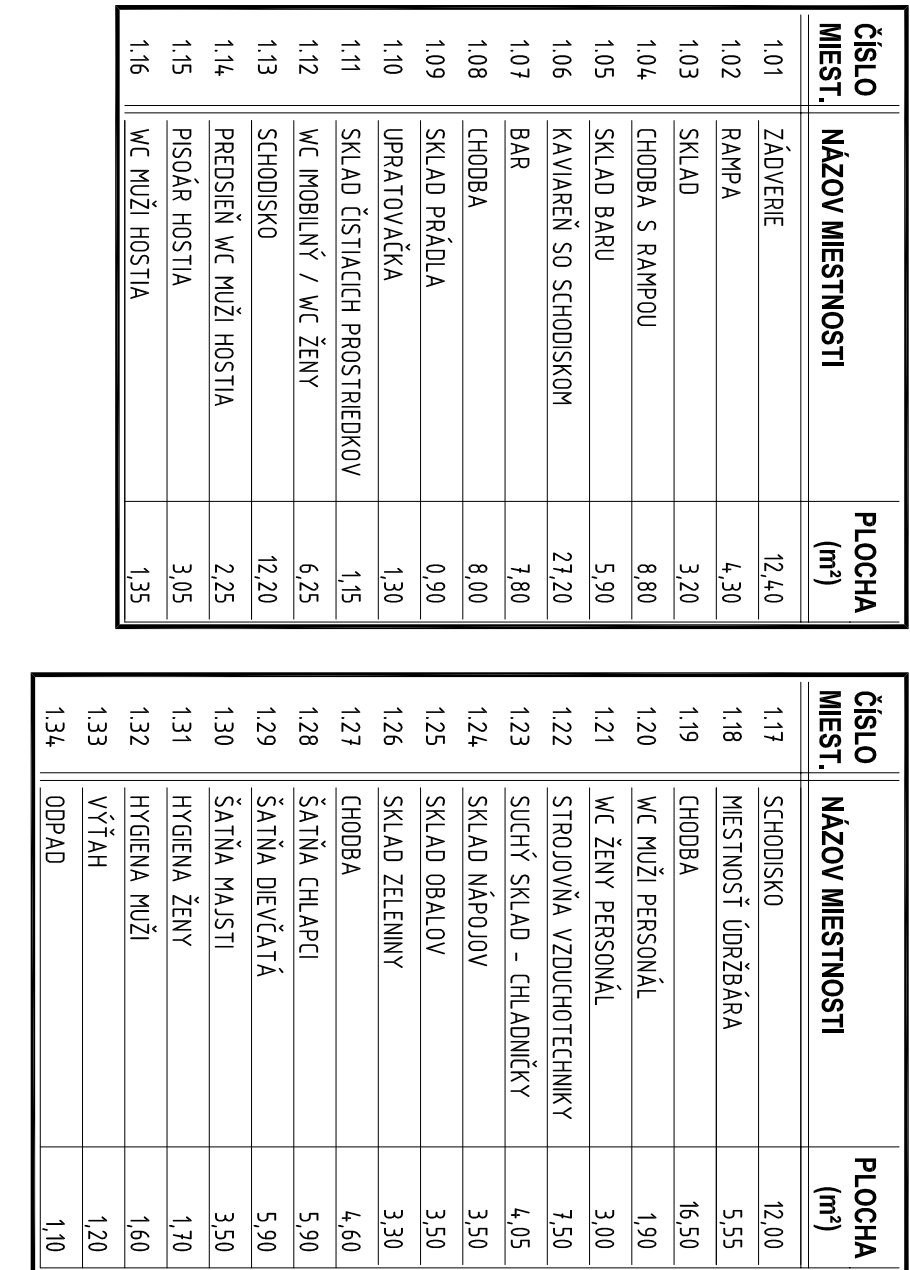 ČÍSLO MIEST. NÁZOV MIESTNOSTI PLOCHA (m²)
1.01 ZÁDVERIE 12,40
1.02 RAMPA 4,30
1.03 SKLAD 3,20
1.04 CHODBA S RAMPOU 8,80
1.05 SKLAD BARU 5,90
1.06 KAVIAREŇ SO SCHODISKOM 27,20
1.07 BAR 7,80
1.08 CHODBA 8,00
1.09 SKLAD PRÁDLA 0,90
1.10 UPRATOVAČKA 1,30
1.11 SKLAD ČISTIACICH PROSTRIEDKOV 1,15
1.12 WC IMOBILNÝ / WC ŽENY 6,25
1.13 SCHODISKO 12,20
1.14 PREDSIEŇ WC MUŽI HOSTIA 2,25
1.15 PISOÁR HOSTIA 3,05
1.16 WC MUŽI HOSTIA 1,35
ČÍSLO MIEST. NÁZOV MIESTNOSTI PLOCHA (m²)
1.17 SCHODISKO 12,00
1.18 MIESTNOSŤ ÚDRŽBÁRA 5,55
1.19 CHODBA 16,50
1.20 WC MUŽI PERSONÁL 1,90
1.21 WC ŽENY PERSONÁL 3,00
1.22 STROJOVŇA VZDUCHOTECHNIKY 7,50
1.23 SUCHÝ SKLAD - CHLADNIČKY 4,05
1.24 SKLAD NÁPOJOV 3,50
1.25 SKLAD OBALOV 3,50
1.26 SKLAD ZELENINY 3,30
1.27 CHODBA 4,60
1.28 ŠATŇA CHLAPCI 5,90
1.29 ŠATŇA DIEVČATÁ 5,90
1.30 ŠATŇA MAJSTI 3,50
1.31 HYGIENA ŽENY 1,70
1.32 HYGIENA MUŽI 1,60
1.33 VÝŤAH 1,20
1.34 ODPAD 1,10